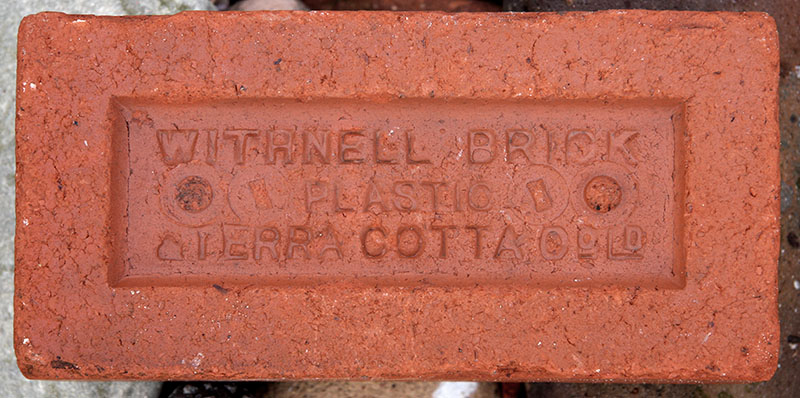 WITHNELL BRICK
PLASTIC
& TERRA COTTA Co LD